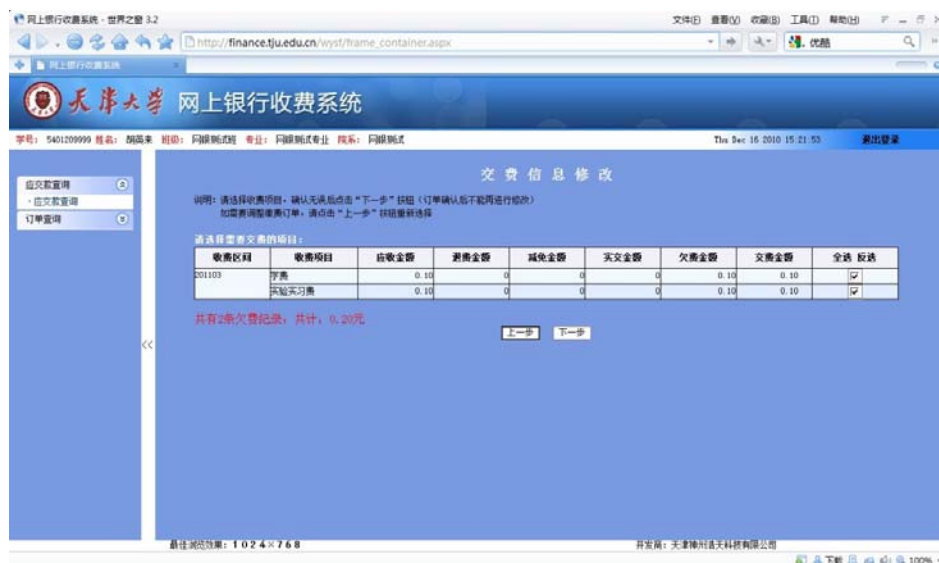 网上银行收费系统 - 世界之窗 3.2
文件(F) 查看(V) 收藏(B) 工具(T) 帮助(H)
http://finance.tju.edu.cn/wysf/frame_container.aspx
优酷
网上银行收费系统
天津大学 网上银行收费系统
学号： 5401209999 姓名： 胡英来 班级： 网银测试班 专业： 网银测试专业 院系： 网银测试
Thu Dec 16 2010 15:21:53 退出登录
交 费 信 息 修 改
应交款查询
·应交款查询
订单查询
说明：请选择收费项目，确认无误后点击“下一步”按钮（订单确认后不能再进行修改）
如需要调整缴费订单，请点击“上一步”按钮重新选择
请选择需要交费的项目：
收费区间 收费项目 应收金额 退费金额 减免金额 实交金额 欠费金额 交费金额 全选 反选
201103 学费 0.10 0 0 0 0.10 0.10
实验实习费 0.10 0 0 0 0.10 0.10
共有2条欠费纪录，共计：0.20元
上一步 下一步
<<
最佳浏览效果：1024×768
开发商：天津神州浩天科技有限公司
下载 100%